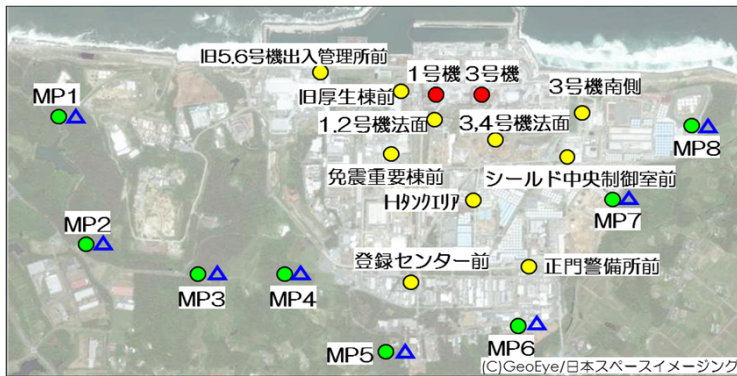 旧5.6号機出入管理所前
1号機
3号機
旧厚生棟前
3号機南側
MP1
1.2号機法面
3,4号機法面
MP8
免震重要棟前
シールド中央制御室前
Hﾀﾝｸｴﾘｱ
MP7
MP2
登録センター前
正門警備所前
MP3
MP4
MP5
MP6
(C)GeoEye/日本スペースイメージング